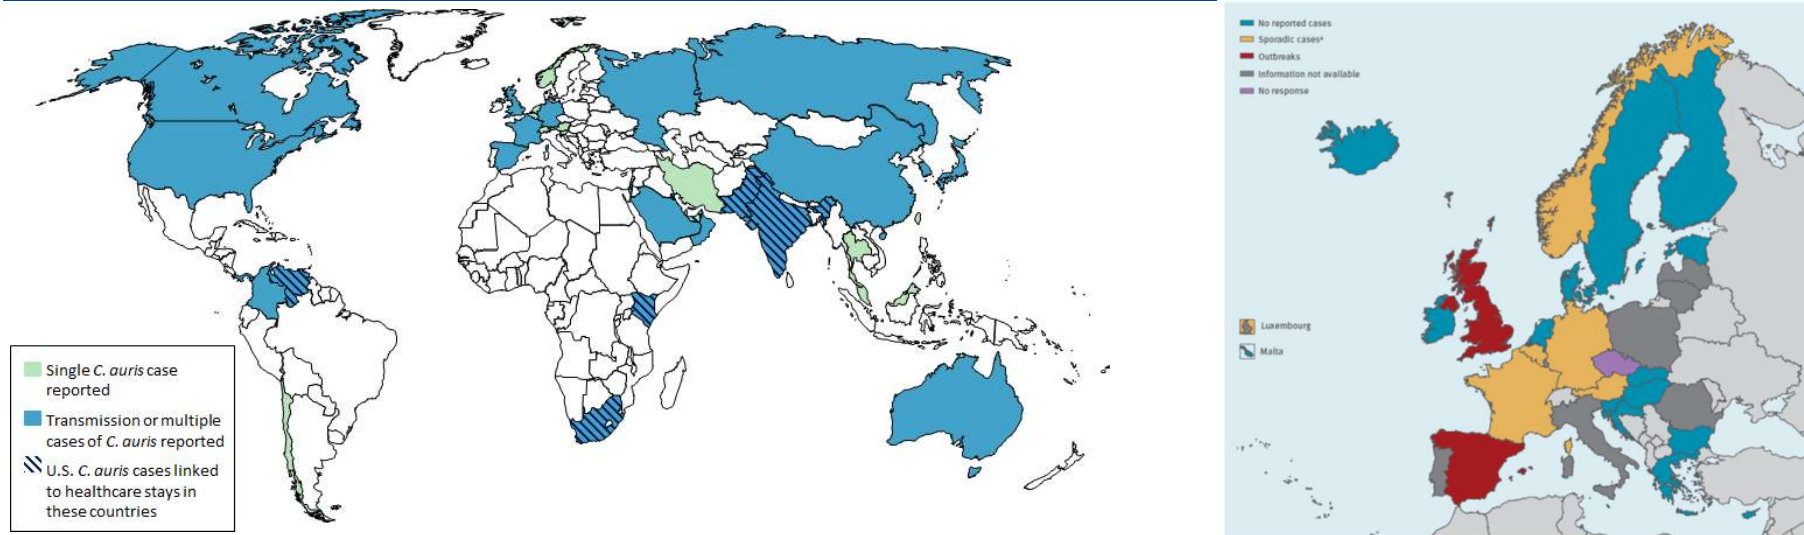 Single C. auris case
reported
Transmission or multiple
cases of C. auris reported
U.S. C. auris cases linked
to healthcare stays in
these countries
No reported cases
Sporadic casesª
Outbreaks
Information not available
No response
Luxembourg
Malta